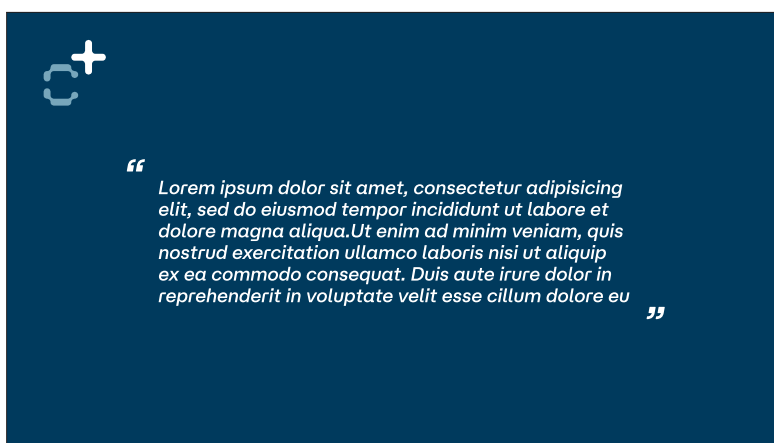 “
Lorem ipsum dolor sit amet, consectetur adipisicing
elit, sed do eiusmod tempor incididunt ut labore et
dolore magna aliqua.Ut enim ad minim veniam, quis
nostrud exercitation ullamco laboris nisi ut aliquip
ex ea commodo consequat. Duis aute irure dolor in
reprehenderit in voluptate velit esse cillum dolore eu
”